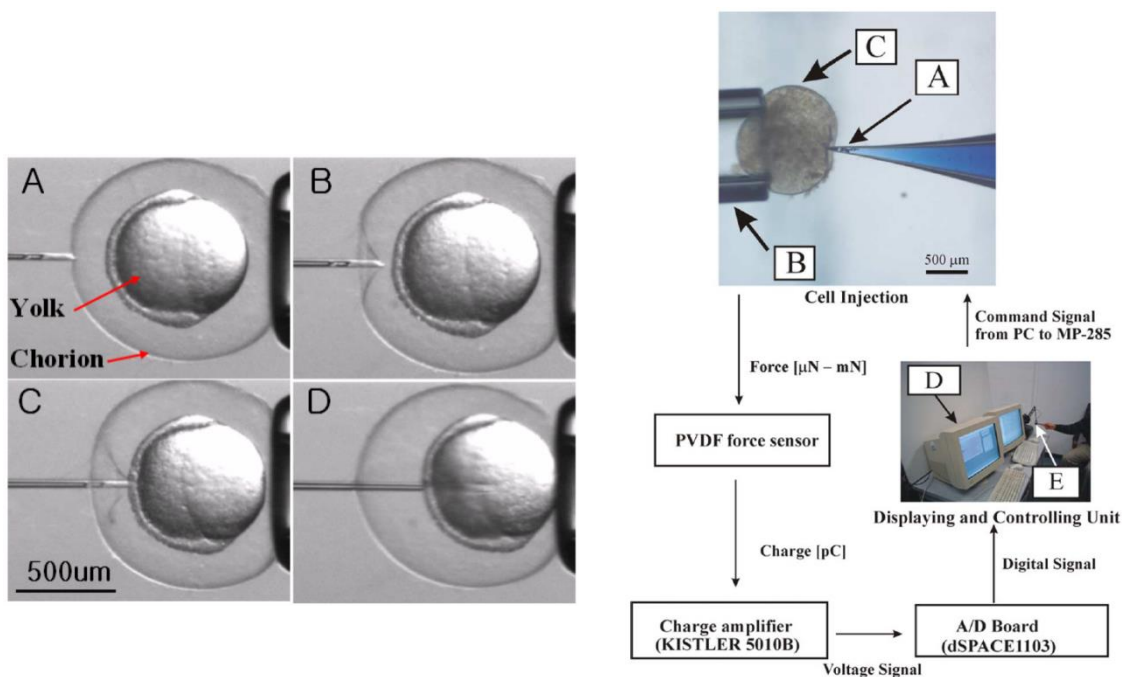 A
B
Yolk
Chorion
C
D
500um
C
A
B
500 μm
Cell Injection
Command Signal
from PC to MP-285
Force [μN – mN]
D
PVDF force sensor
E
Displaying and Controlling Unit
Charge [pC]
Digital Signal
Charge amplifier
(KISTLER 5010B)
A/D Board
(dSPACE1103)
Voltage Signal